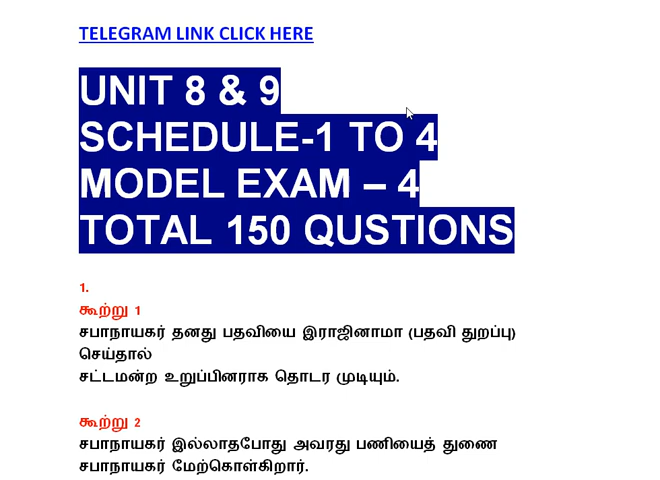 TELEGRAM LINK CLICK HERE
UNIT 8 & 9
SCHEDULE-1 TO 4
MODEL EXAM – 4
TOTAL 150 QUSTIONS
1.
கூற்று 1
சபாநாயகர் தனது பதவியை இராஜினாமா (பதவி துறப்பு)
செய்தால்
சட்டமன்ற உறுப்பினராக தொடர முடியும்.
கூற்று 2
சபாநாயகர் இல்லாதபோது அவரது பணியைத் துணை
சபாநாயகர் மேற்கொள்கிறார்.